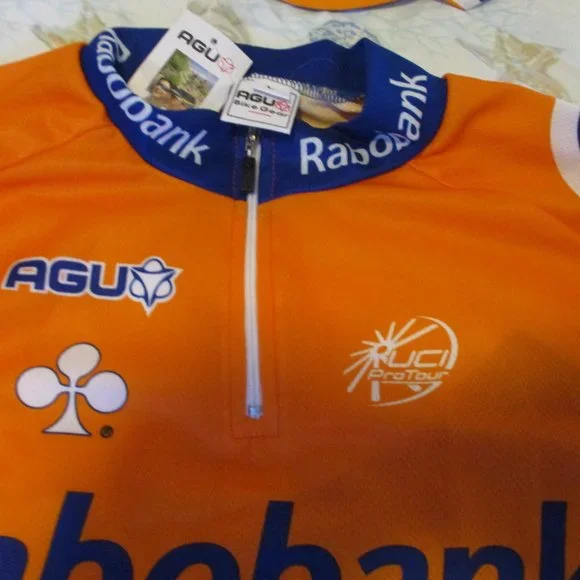 AGU
Rabobank
AGU
Bike Gear
Rabobank
AGU
UCI
ProTour
®
abobank